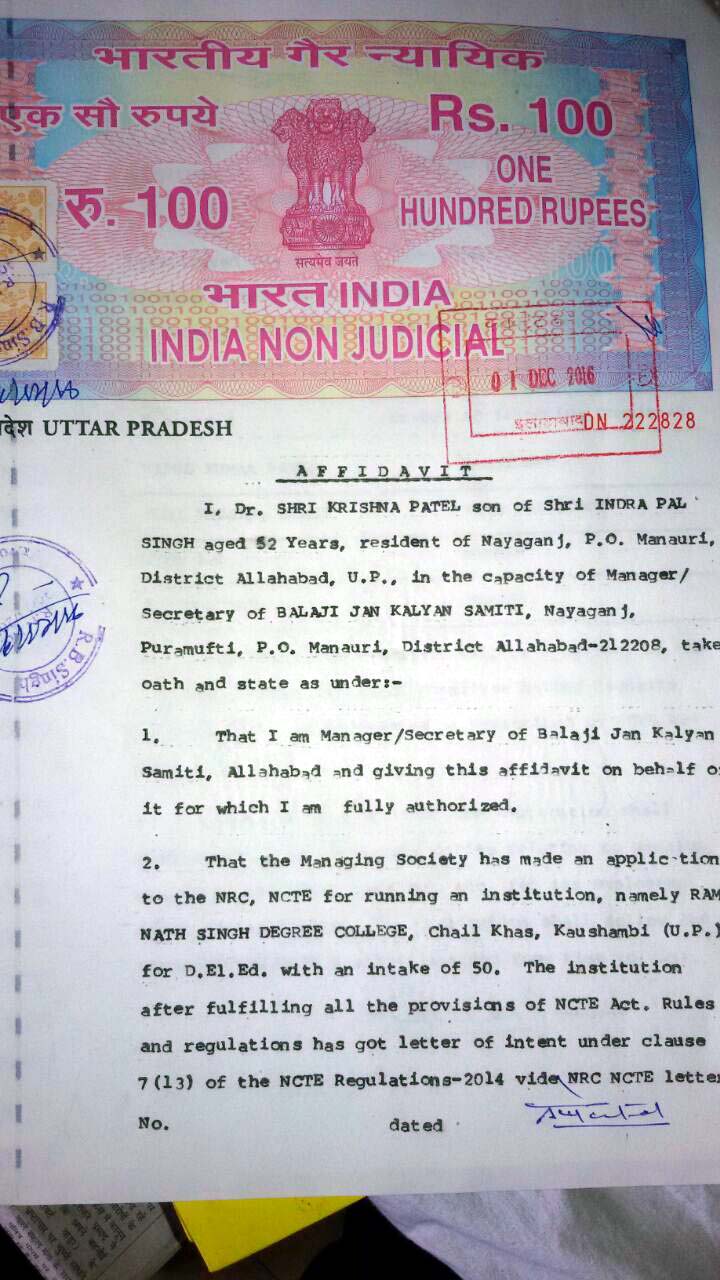 भारतीय गैर न्यायिक
एक सौ रुपये
Rs. 100
रु. 100
ONE
HUNDRED RUPEES
सत्यमेव जयते
भारत INDIA
INDIA NON JUDICIAL
01 DEC 2016
इलाहाबाद
DN 222828
UTTAR PRADESH
R.B.Singh
AFFIDAVIT
I, Dr. SHRI KRISHNA PATEL son of Shri INDRA PAL
SINGH aged 52 Years, resident of Nayaganj, P.O. Manauri,
District Allahabad, U.P., in the capacity of Manager/
Secretary of BALAJI JAN KALYAN SAMITI, Nayaganj,
Puramufti, P.O. Manauri, District Allahabad-212208, take
oath and state as under:-
1. That I am Manager/Secretary of Balaji Jan Kalyan
Samiti, Allahabad and giving this affidavit on behalf o
it for which I am fully authorized.
2. That the Managing Society has made an applic tion
to the NRC, NCTE for running an institution, namely RAM
NATH SINGH DEGREE COLLEGE, Chail Khas, Kaushambi (U.P.)
for D.El.Ed. with an intake of 50. The institution
after fulfilling all the provisions of NCTE Act. Rules
and regulations has got letter of intent under clause
7(13) of the NCTE Regulations-2014 vide NRC NCTE letter
No. dated
R.B.Singh